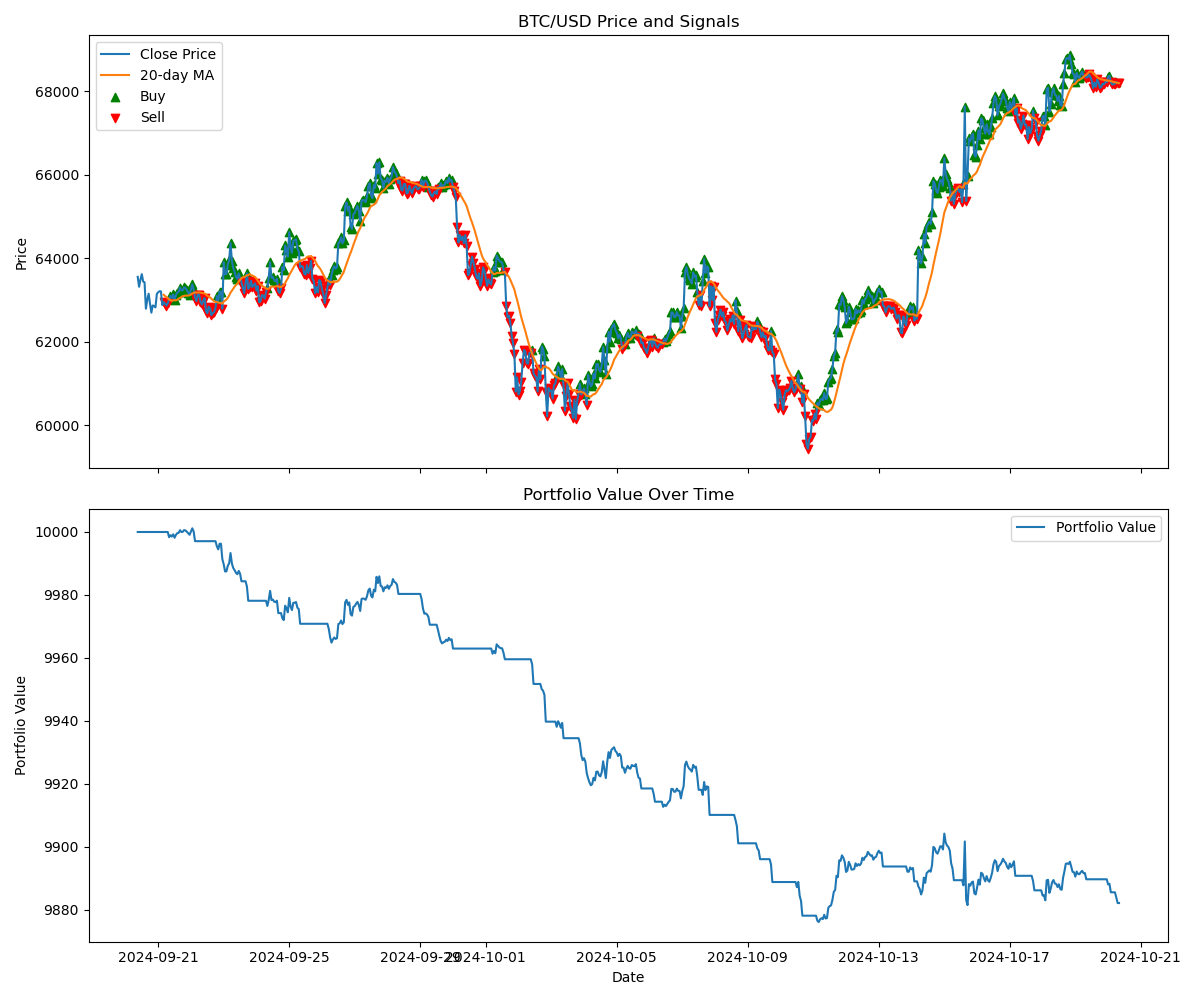 BTC/USD Price and Signals
Close Price
20-day MA
Buy
Sell
Price
68000
66000
64000
62000
60000
Portfolio Value Over Time
Portfolio Value
Portfolio Value
10000
9980
9960
9940
9920
9900
9880
2024-09-21
2024-09-25
2024-09-29
2024-10-01
2024-10-05
2024-10-09
2024-10-13
2024-10-17
2024-10-21
Date